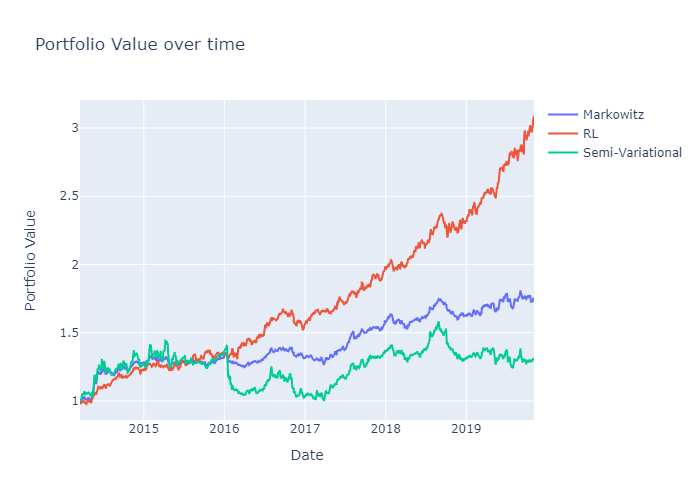 Portfolio Value over time
Markowitz
RL
Semi-Variational
Portfolio Value
3
2.5
2
1.5
1
2015
2016
2017
2018
2019
Date